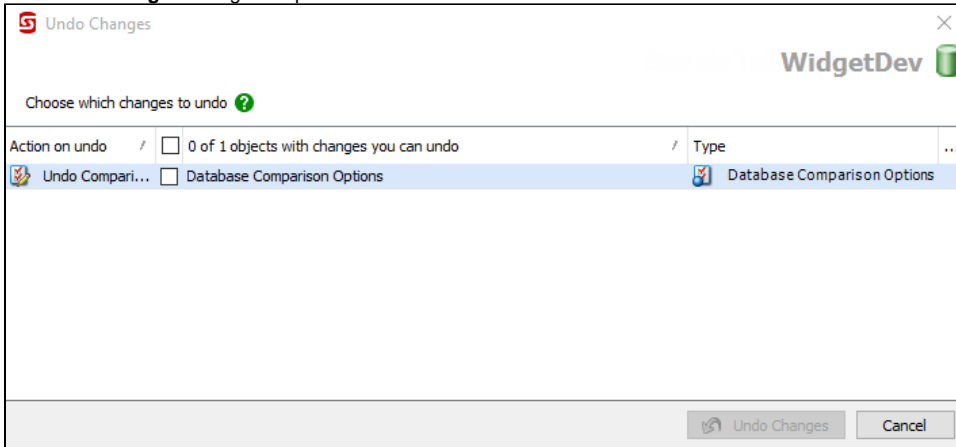 Undo Changes
WidgetDev
Choose which changes to undo
Action on undo 0 of 1 objects with changes you can undo Type ...
Undo Compari... Database Comparison Options Database Comparison Options
Undo Changes Cancel